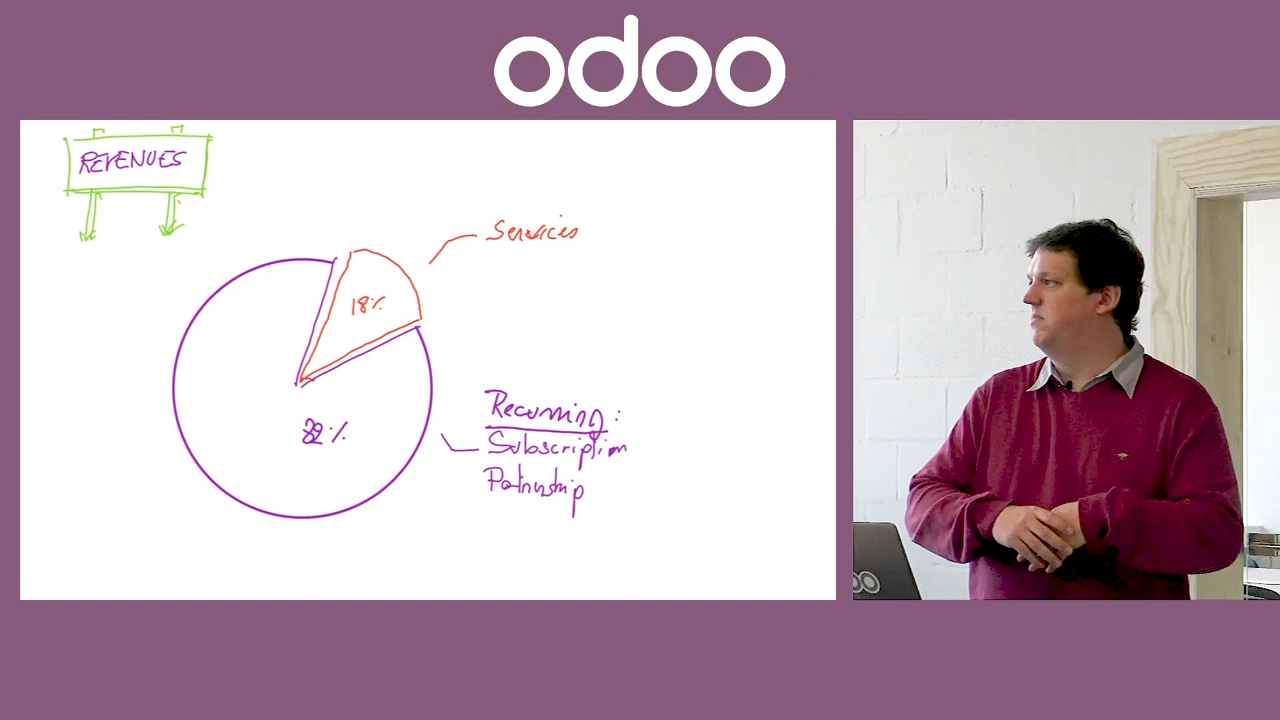 odoo
REVENUES
Services
18%
82%
Recurring:
Subscription
Partnership